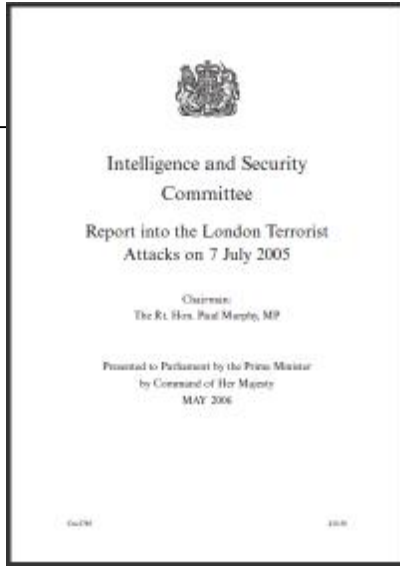 Intelligence and Security
Committee
Report into the London Terrorist
Attacks on 7 July 2005
Chairman:
The Rt. Hon. Paul Murphy, MP
Presented to Parliament by the Prime Minister
by Command of Her Majesty
MAY 2006